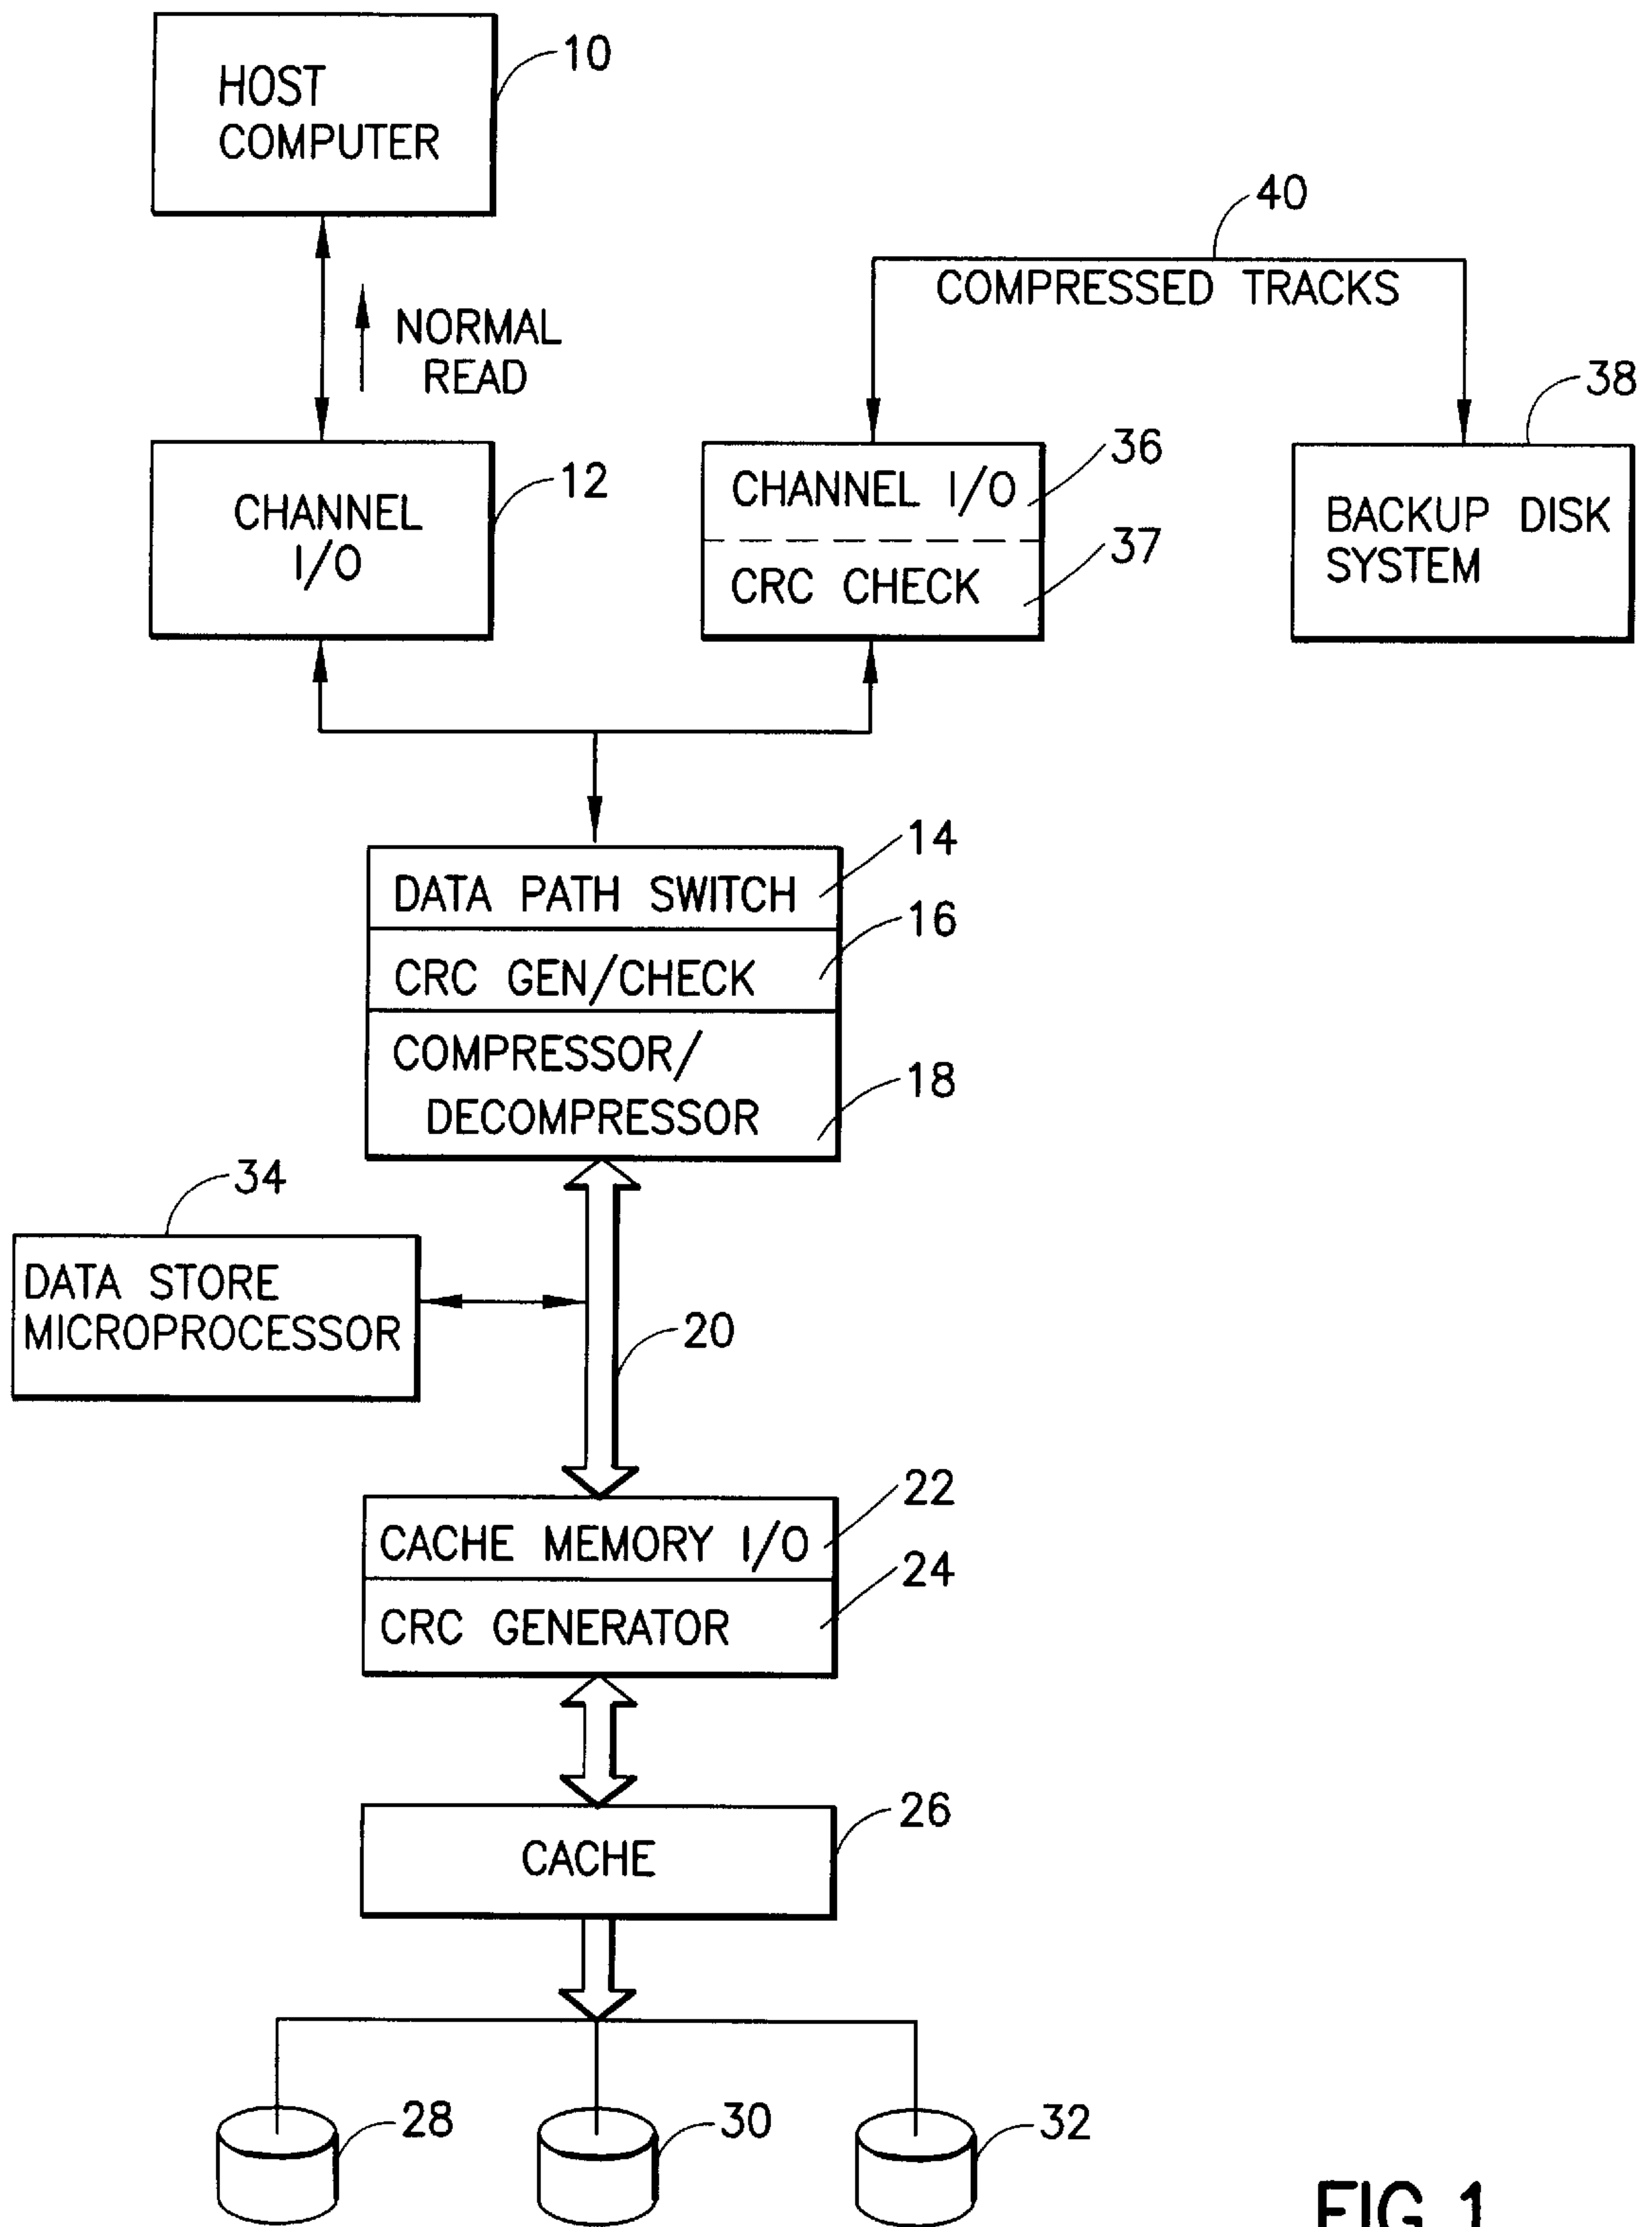 HOST
COMPUTER
10
40
COMPRESSED TRACKS
NORMAL
READ
38
CHANNEL
I/O
12
CHANNEL I/O
36
CRC CHECK
37
BACKUP DISK
SYSTEM
14
DATA PATH SWITCH
16
CRC GEN/CHECK
COMPRESSOR/
DECOMPRESSOR
18
34
DATA STORE
MICROPROCESSOR
20
22
CACHE MEMORY I/O
24
CRC GENERATOR
26
CACHE
28
30
32
FIG.1